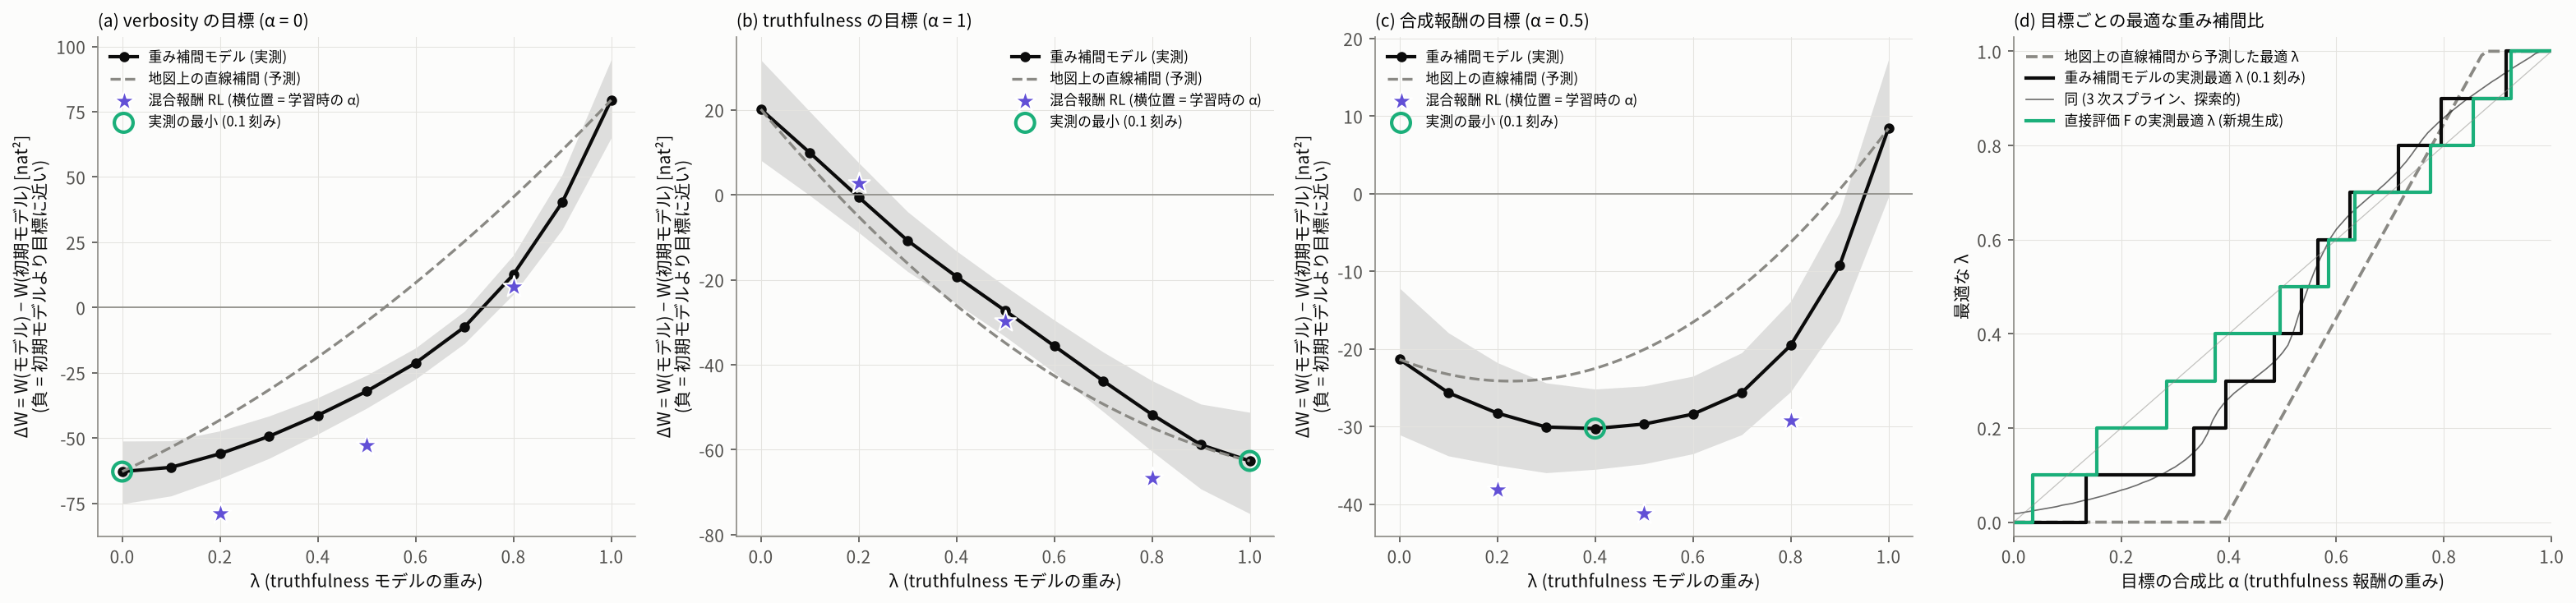 (a) verbosity の目標 (α = 0)
100
75
50
25
0
-25
-50
-75
ΔW = W(モデル) − W(初期モデル) [nat²]
(負 = 初期モデルより目標に近い)
重み補間モデル (実測)
地図上の直線補間 (予測)
混合報酬 RL (横位置 = 学習時の α)
実測の最小 (0.1 刻み)
0.0 0.2 0.4 0.6 0.8 1.0
λ (truthfulness モデルの重み)
(b) truthfulness の目標 (α = 1)
20
0
-20
-40
-60
-80
ΔW = W(モデル) − W(初期モデル) [nat²]
(負 = 初期モデルより目標に近い)
重み補間モデル (実測)
地図上の直線補間 (予測)
混合報酬 RL (横位置 = 学習時の α)
実測の最小 (0.1 刻み)
0.0 0.2 0.4 0.6 0.8 1.0
λ (truthfulness モデルの重み)
(c) 合成報酬の目標 (α = 0.5)
20
10
0
-10
-20
-30
-40
ΔW = W(モデル) − W(初期モデル) [nat²]
(負 = 初期モデルより目標に近い)
重み補間モデル (実測)
地図上の直線補間 (予測)
混合報酬 RL (横位置 = 学習時の α)
実測の最小 (0.1 刻み)
0.0 0.2 0.4 0.6 0.8 1.0
λ (truthfulness モデルの重み)
(d) 目標ごとの最適な重み補間比
1.0
0.8
0.6
0.4
0.2
0.0
最適な λ
地図上の直線補間から予測した最適 λ
重み補間モデルの実測最適 λ (0.1 刻み)
同 (3 次スプライン、探索的)
直接評価 F の実測最適 λ (新規生成)
0.0 0.2 0.4 0.6 0.8 1.0
目標の合成比 α (truthfulness 報酬の重み)